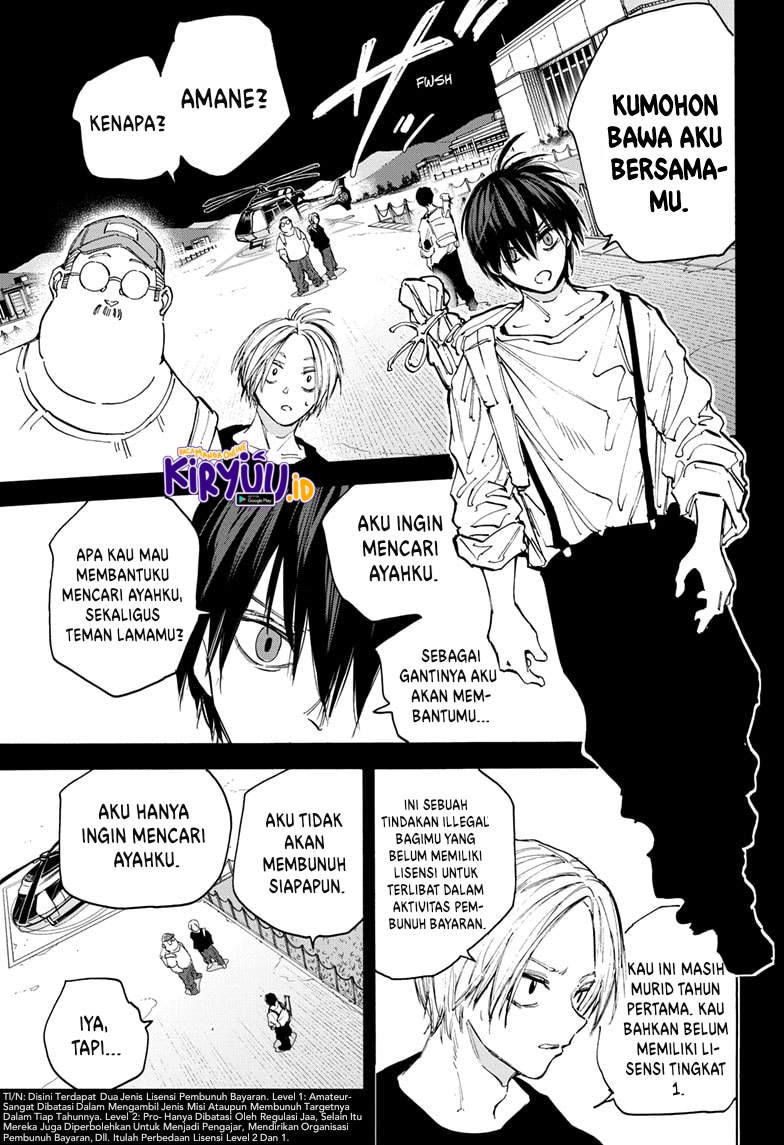 KUMOHON
BAWA AKU
BERSAMA-
MU.
FWSH
AMANE?
KENAPA?
BACAMANGA ONLINE
KIRYUU.iD
Google Play
AKU INGIN
MENCARI
AYAHKU.
APA KAU MAU
MEMBANTUKU
MENCARI AYAHKU,
SEKALIGUS
TEMAN LAMAMU?
SEBAGAI
GANTINYA AKU
AKAN MEM-
BANTUMU...
INI SEBUAH
TINDAKAN ILLEGAL
BAGIMU YANG
BELUM MEMILIKI
LISENSI UNTUK
TERLIBAT DALAM
AKTIVITAS PEM-
BUNUH BAYARAN.
KAU INI MASIH
MURID TAHUN
PERTAMA. KAU
BAHKAN BELUM
MEMILIKI LI-
SENSI TINGKAT
1.
AKU TIDAK
AKAN
MEMBUNUH
SIAPAPUN.
AKU HANYA
INGIN MENCARI
AYAHKU.
IYA,
TAPI...
Tl/N: Disini Terdapat Dua Jenis Lisensi Pembunuh Bayaran. Level 1: Amateur-
Sangat Dibatasi Dalam Mengambil Jenis Misi Ataupun Membunuh Targetnya
Dalam Tiap Tahunnya. Level 2: Pro- Hanya Dibatasi Oleh Regulasi Jaa, Selain Itu
Mereka Juga Diperbolehkan Untuk Menjadi Pengajar, Mendirikan Organisasi
Pembunuh Bayaran, Dll. Itulah Perbedaan Lisensi Level 2 Dan 1.